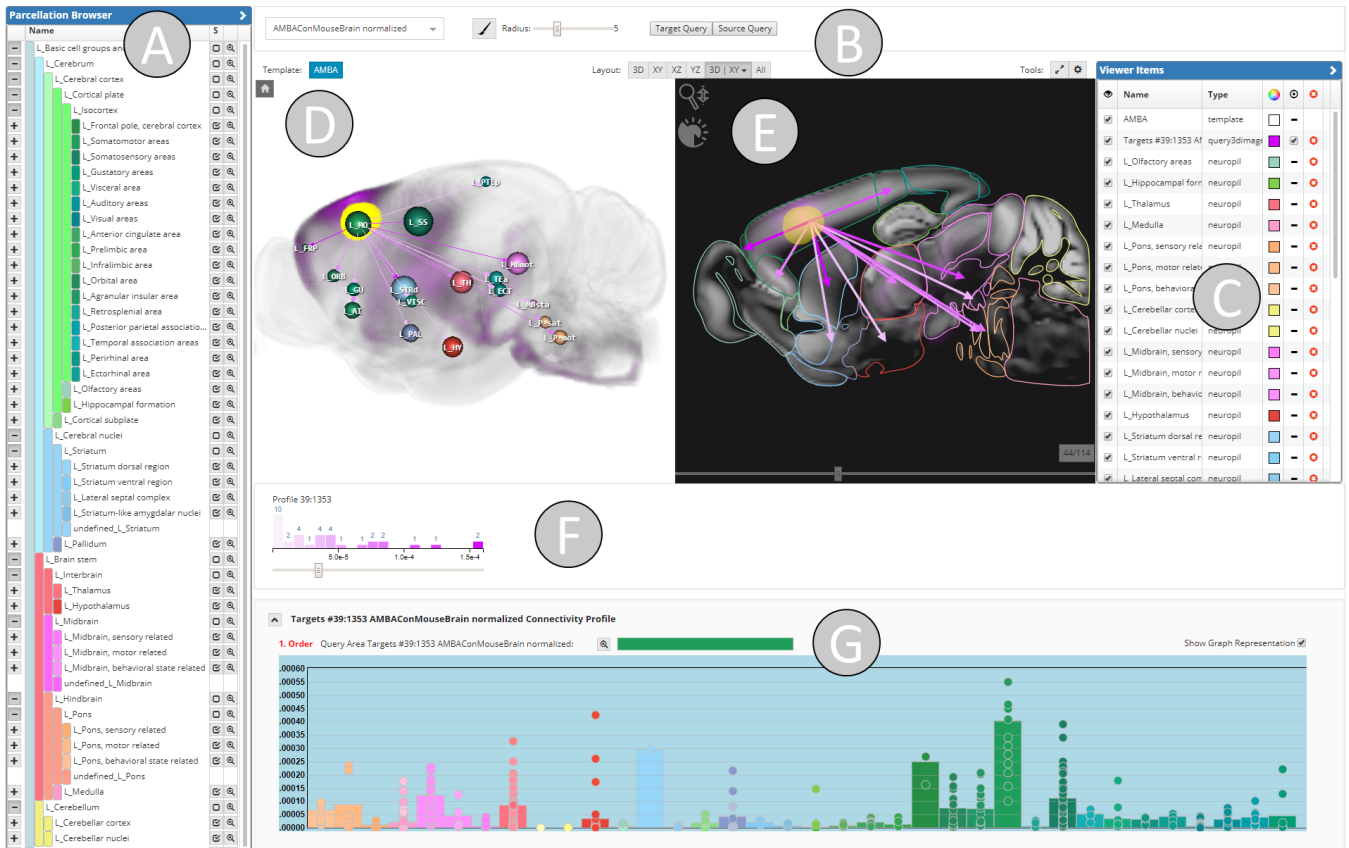 Parcellation Browser
Name S
L_Basic cell groups an
A
L_Cerebrum
L_Cerebral cortex
L_Cortical plate
L_Isocortex
L_Frontal pole, cerebral cortex
L_Somatomotor areas
L_Somatosensory areas
L_Gustatory areas
L_Visceral area
L_Auditory areas
L_Visual areas
L_Anterior cingulate area
L_Prelimbic area
L_Infralimbic area
L_Orbital area
L_Agranular insular area
L_Retrosplenial area
L_Posterior parietal associatio...
L_Temporal association areas
L_Perirhinal area
L_Ectorhinal area
L_Olfactory areas
L_Hippocampal formation
L_Cortical subplate
L_Cerebral nuclei
L_Striatum
L_Striatum dorsal region
L_Striatum ventral region
L_Lateral septal complex
L_Striatum-like amygdalar nuclei
undefined_L_Striatum
L_Pallidum
L_Brain stem
L_Interbrain
L_Thalamus
L_Hypothalamus
L_Midbrain
L_Midbrain, sensory related
L_Midbrain, motor related
L_Midbrain, behavioral state related
undefined_L_Midbrain
L_Hindbrain
L_Pons
L_Pons, sensory related
L_Pons, motor related
L_Pons, behavioral state related
undefined_L_Pons
L_Medulla
L_Cerebellum
L_Cerebellar cortex
L_Cerebellar nuclei
AMBAConMouseBrain normalized
Radius: 5
Target Query Source Query
B
Template: AMBA
Layout: 3D XY XZ YZ 3D | XY All
Tools:
D
L_PTLp
L_MO
L_SS
L_FRP
L_MBmot
L_ORB
L_GU
L_STRd
L_TH
L_TEa
L_ECT
L_VISC
L_AI
L_MBsta
L_PAL
L_HY
E
44/114
Viewer Items
Name Type
AMBA template
Targets #39:1353 query3dimage
L_Olfactory areas neuropil
L_Hippocampal forn neuropil
L_Thalamus neuropil
L_Medulla neuropil
L_Pons, sensory rela neuropil
L_Pons, motor relate neuropil
L_Pons, behaviora
C
L_Cerebellar corte
L_Cerebellar nuclei neuropil
L_Midbrain, sensory neuropil
L_Midbrain, motor r neuropil
L_Midbrain, behavio neuropil
L_Hypothalamus neuropil
L_Striatum dorsal re neuropil
L_Striatum ventral r neuropil
L_Lateral septal com neuropil
Profile 39:1353
10
2 4 1 4 4 1 1 2 2 1 1 2
5.0e-5 1.0e-4 1.5e-4
F
Targets #39:1353 AMBAConMouseBrain normalized Connectivity Profile
1. Order Query Area Targets #39:1353 AMBAConMouseBrain normalized:
G
Show Graph Representation
.00060
.00055
.00050
.00045
.00040
.00035
.00030
.00025
.00020
.00015
.00010
.00005
.00000